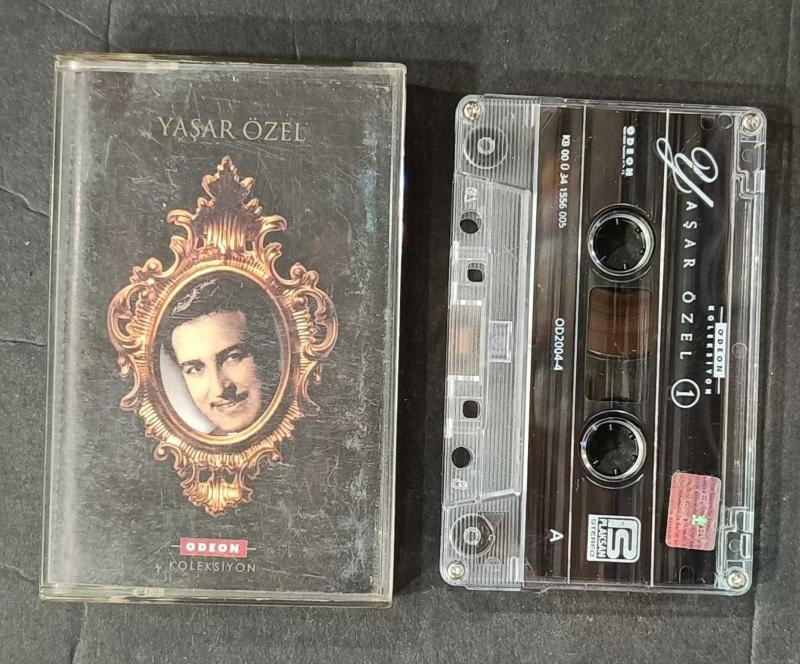 YAŞAR ÖZEL
ODEON
KOLEKSİYON
ODEON
KOLEKSİYON
YAŞAR ÖZEL 1
ODEON
KB 00 Ü 34 1556 005
OD2004-4
A
PLAKSAN
STEREO